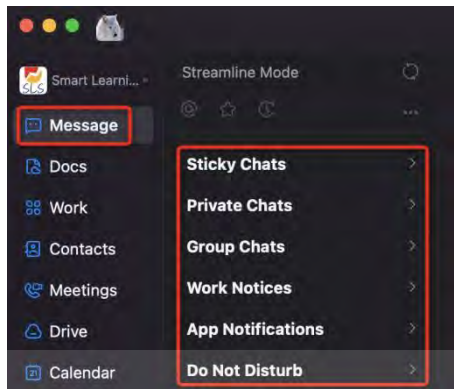 SLS
Smart Learni...
Message
Docs
Work
Contacts
Meetings
Drive
21
Calendar
Streamline Mode
...
Sticky Chats
Private Chats
Group Chats
Work Notices
App Notifications
Do Not Disturb